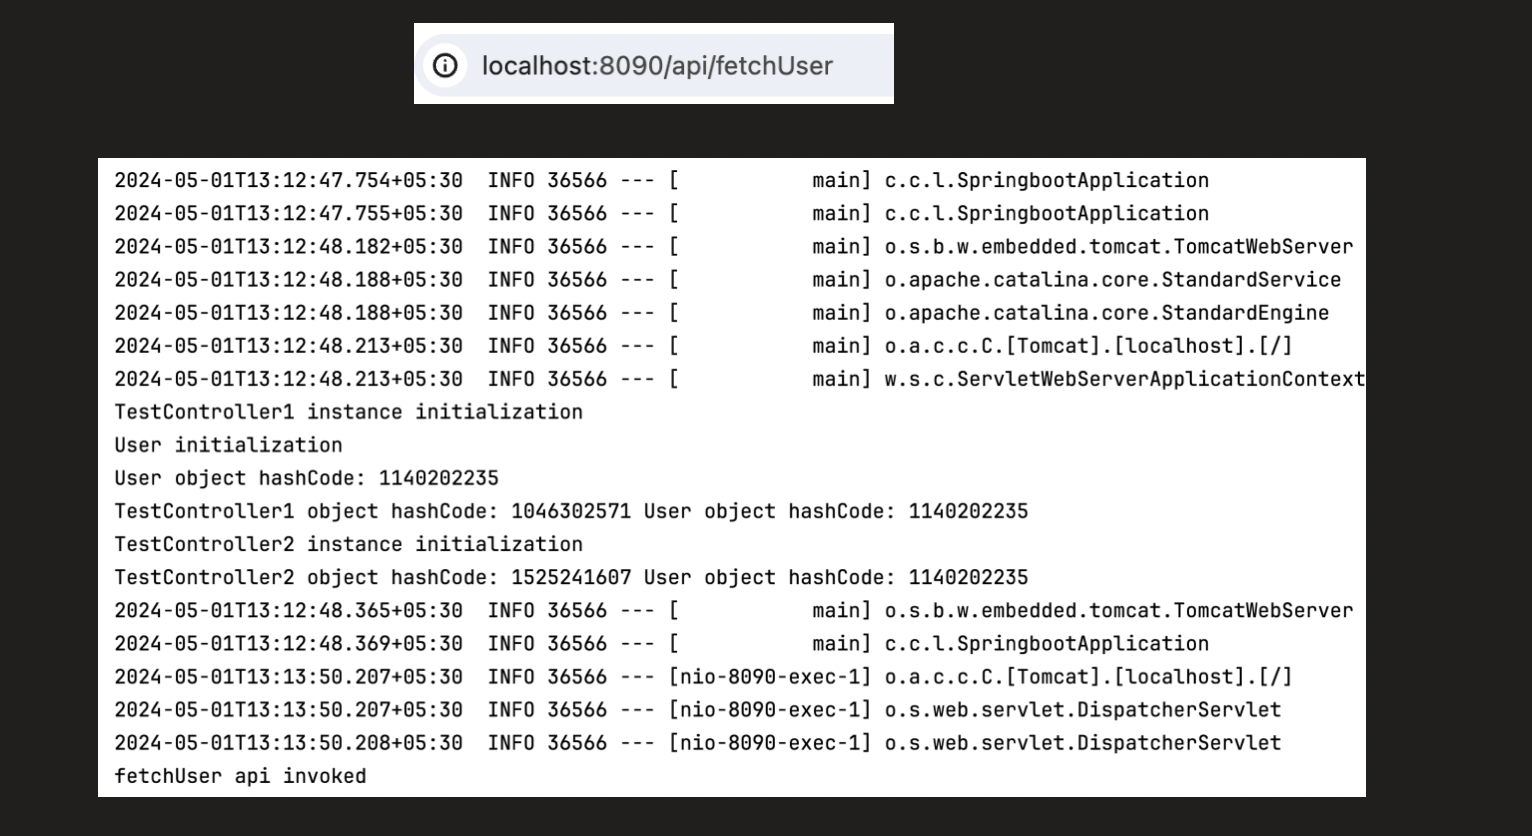 localhost:8090/api/fetchUser
2024-05-01T13:12:47.754+05:30  INFO 36566 --- [           main] c.c.l.SpringbootApplication
2024-05-01T13:12:47.755+05:30  INFO 36566 --- [           main] c.c.l.SpringbootApplication
2024-05-01T13:12:48.182+05:30  INFO 36566 --- [           main] o.s.b.w.embedded.tomcat.TomcatWebServer
2024-05-01T13:12:48.188+05:30  INFO 36566 --- [           main] o.apache.catalina.core.StandardService
2024-05-01T13:12:48.188+05:30  INFO 36566 --- [           main] o.apache.catalina.core.StandardEngine
2024-05-01T13:12:48.213+05:30  INFO 36566 --- [           main] o.a.c.c.C.[Tomcat].[localhost].[/]
2024-05-01T13:12:48.213+05:30  INFO 36566 --- [           main] w.s.c.ServletWebServerApplicationContext
TestController1 instance initialization
User initialization
User object hashCode: 1140202235
TestController1 object hashCode: 1046302571 User object hashCode: 1140202235
TestController2 instance initialization
TestController2 object hashCode: 1525241607 User object hashCode: 1140202235
2024-05-01T13:12:48.365+05:30  INFO 36566 --- [           main] o.s.b.w.embedded.tomcat.TomcatWebServer
2024-05-01T13:12:48.369+05:30  INFO 36566 --- [           main] c.c.l.SpringbootApplication
2024-05-01T13:13:50.207+05:30  INFO 36566 --- [nio-8090-exec-1] o.a.c.c.C.[Tomcat].[localhost].[/]
2024-05-01T13:13:50.207+05:30  INFO 36566 --- [nio-8090-exec-1] o.s.web.servlet.DispatcherServlet
2024-05-01T13:13:50.208+05:30  INFO 36566 --- [nio-8090-exec-1] o.s.web.servlet.DispatcherServlet
fetchUser api invoked